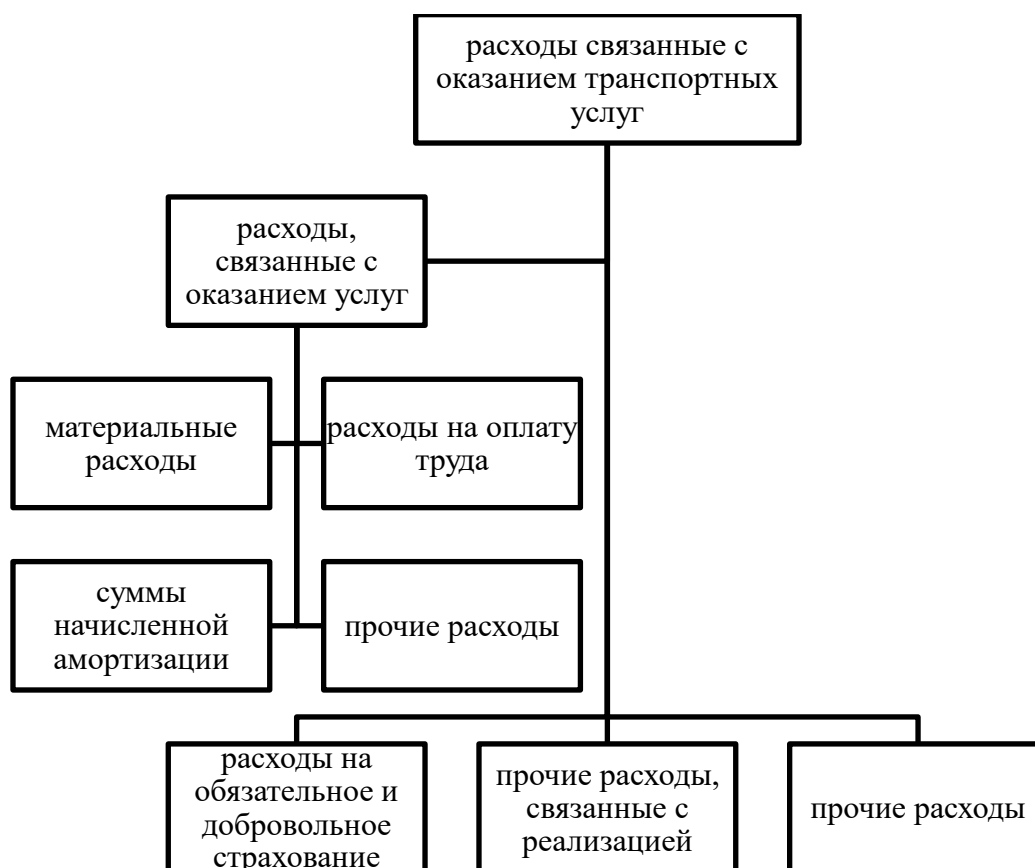 расходы связанные с
оказанием транспортных
услуг
расходы,
связанные с
оказанием услуг
материальные
расходы
расходы на оплату
труда
суммы
начисленной
амортизации
прочие расходы
расходы на
обязательное и
добровольное
страхование
прочие расходы,
связанные с
реализацией
прочие расходы